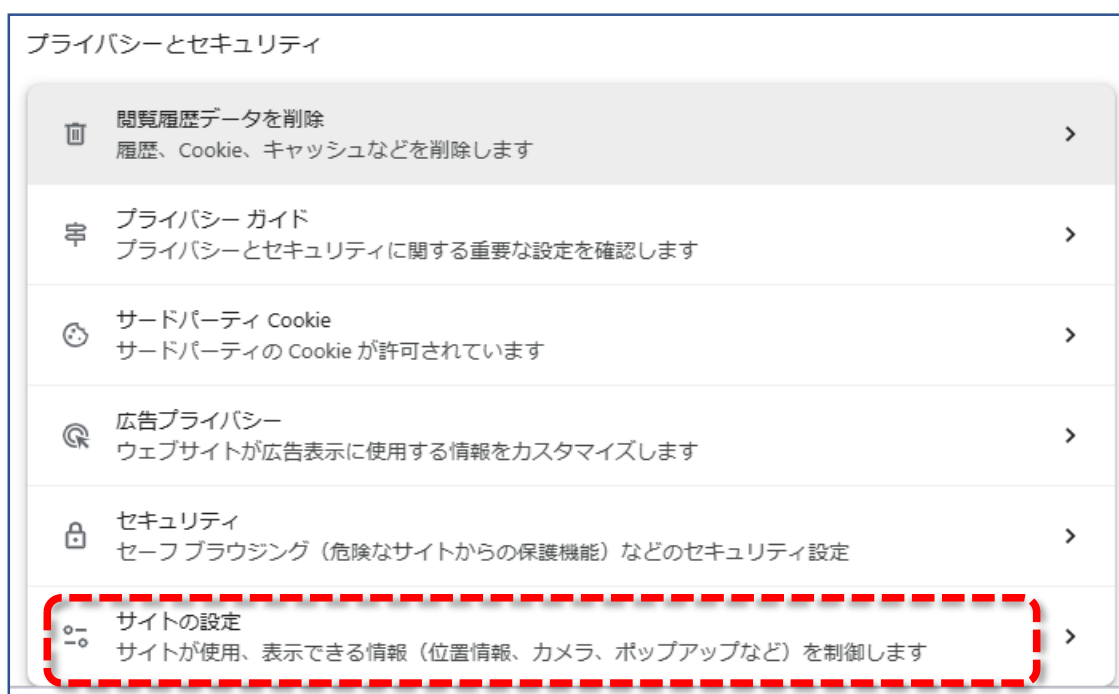 プライバシーとセキュリティ
閲覧履歴データを削除
履歴、Cookie、キャッシュなどを削除します
プライバシー ガイド
プライバシーとセキュリティに関する重要な設定を確認します
サードパーティ Cookie
サードパーティの Cookie が許可されています
広告プライバシー
ウェブサイトが広告表示に使用する情報をカスタマイズします
セキュリティ
セーフ ブラウジング（危険なサイトからの保護機能）などのセキュリティ設定
サイトの設定
サイトが使用、表示できる情報（位置情報、カメラ、ポップアップなど）を制御します